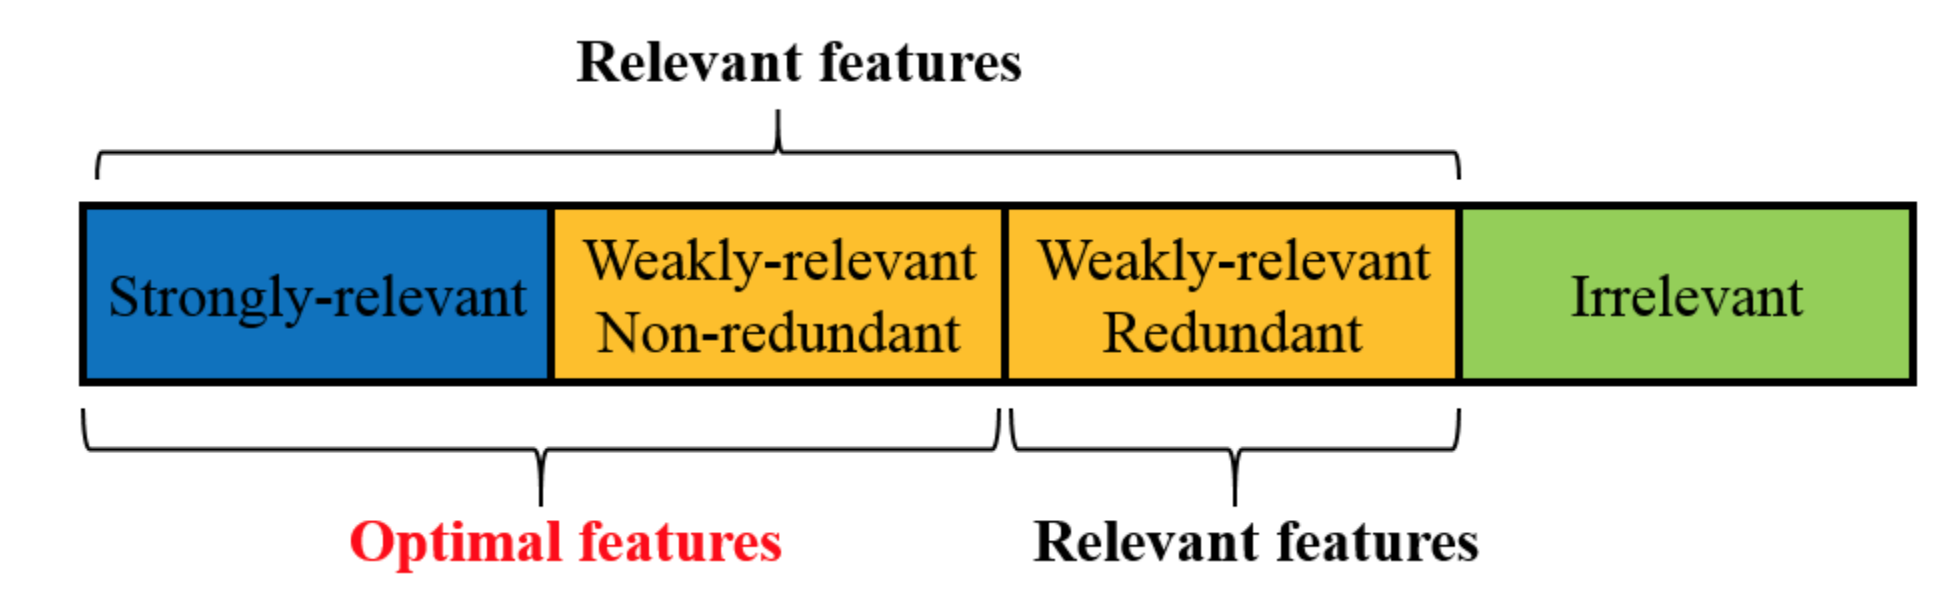 Relevant features
Strongly-relevant
Weakly-relevant
Non-redundant
Weakly-relevant
Redundant
Irrelevant
Optimal features
Relevant features